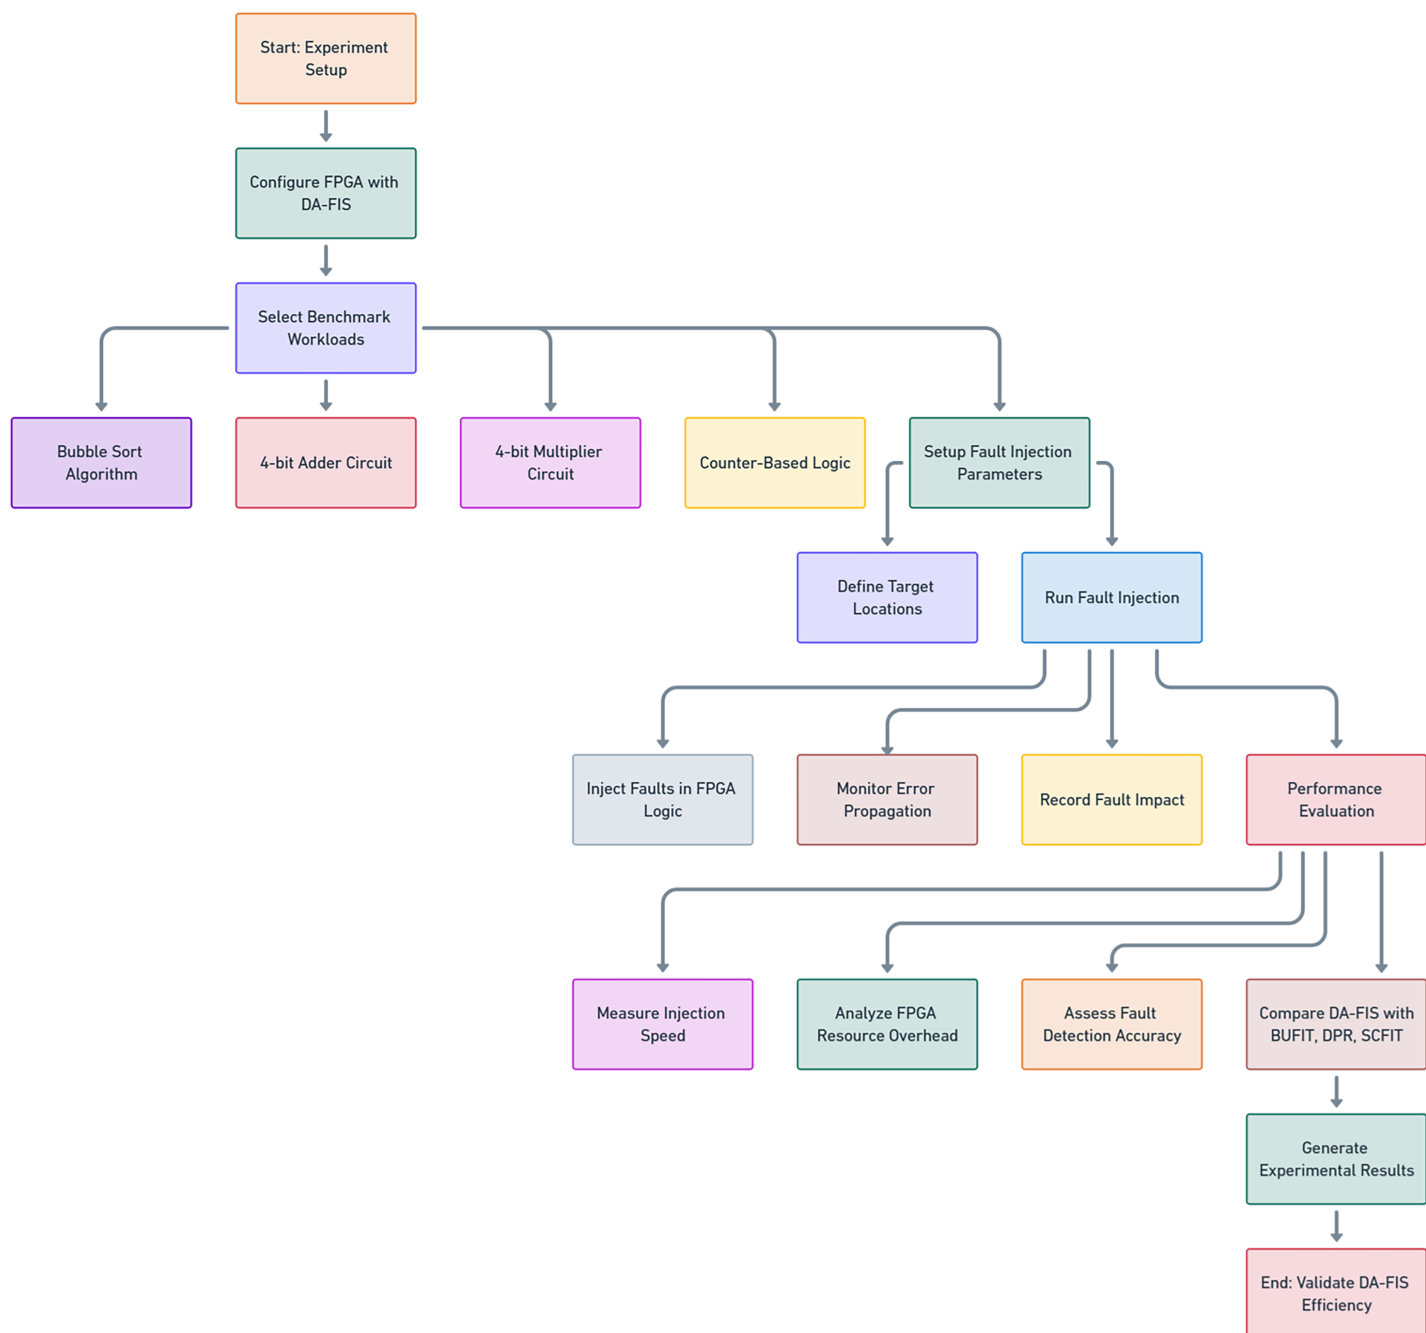 Start: Experiment
Setup
Configure FPGA with
DA-FIS
Select Benchmark
Workloads
Bubble Sort
Algorithm
4-bit Adder Circuit
4-bit Multiplier
Circuit
Counter-Based Logic
Setup Fault Injection
Parameters
Define Target
Locations
Run Fault Injection
Inject Faults in FPGA
Logic
Monitor Error
Propagation
Record Fault Impact
Performance
Evaluation
Measure Injection
Speed
Analyze FPGA
Resource Overhead
Assess Fault
Detection Accuracy
Compare DA-FIS with
BUFIT, DPR, SCFIT
Generate
Experimental Results
End: Validate DA-FIS
Efficiency